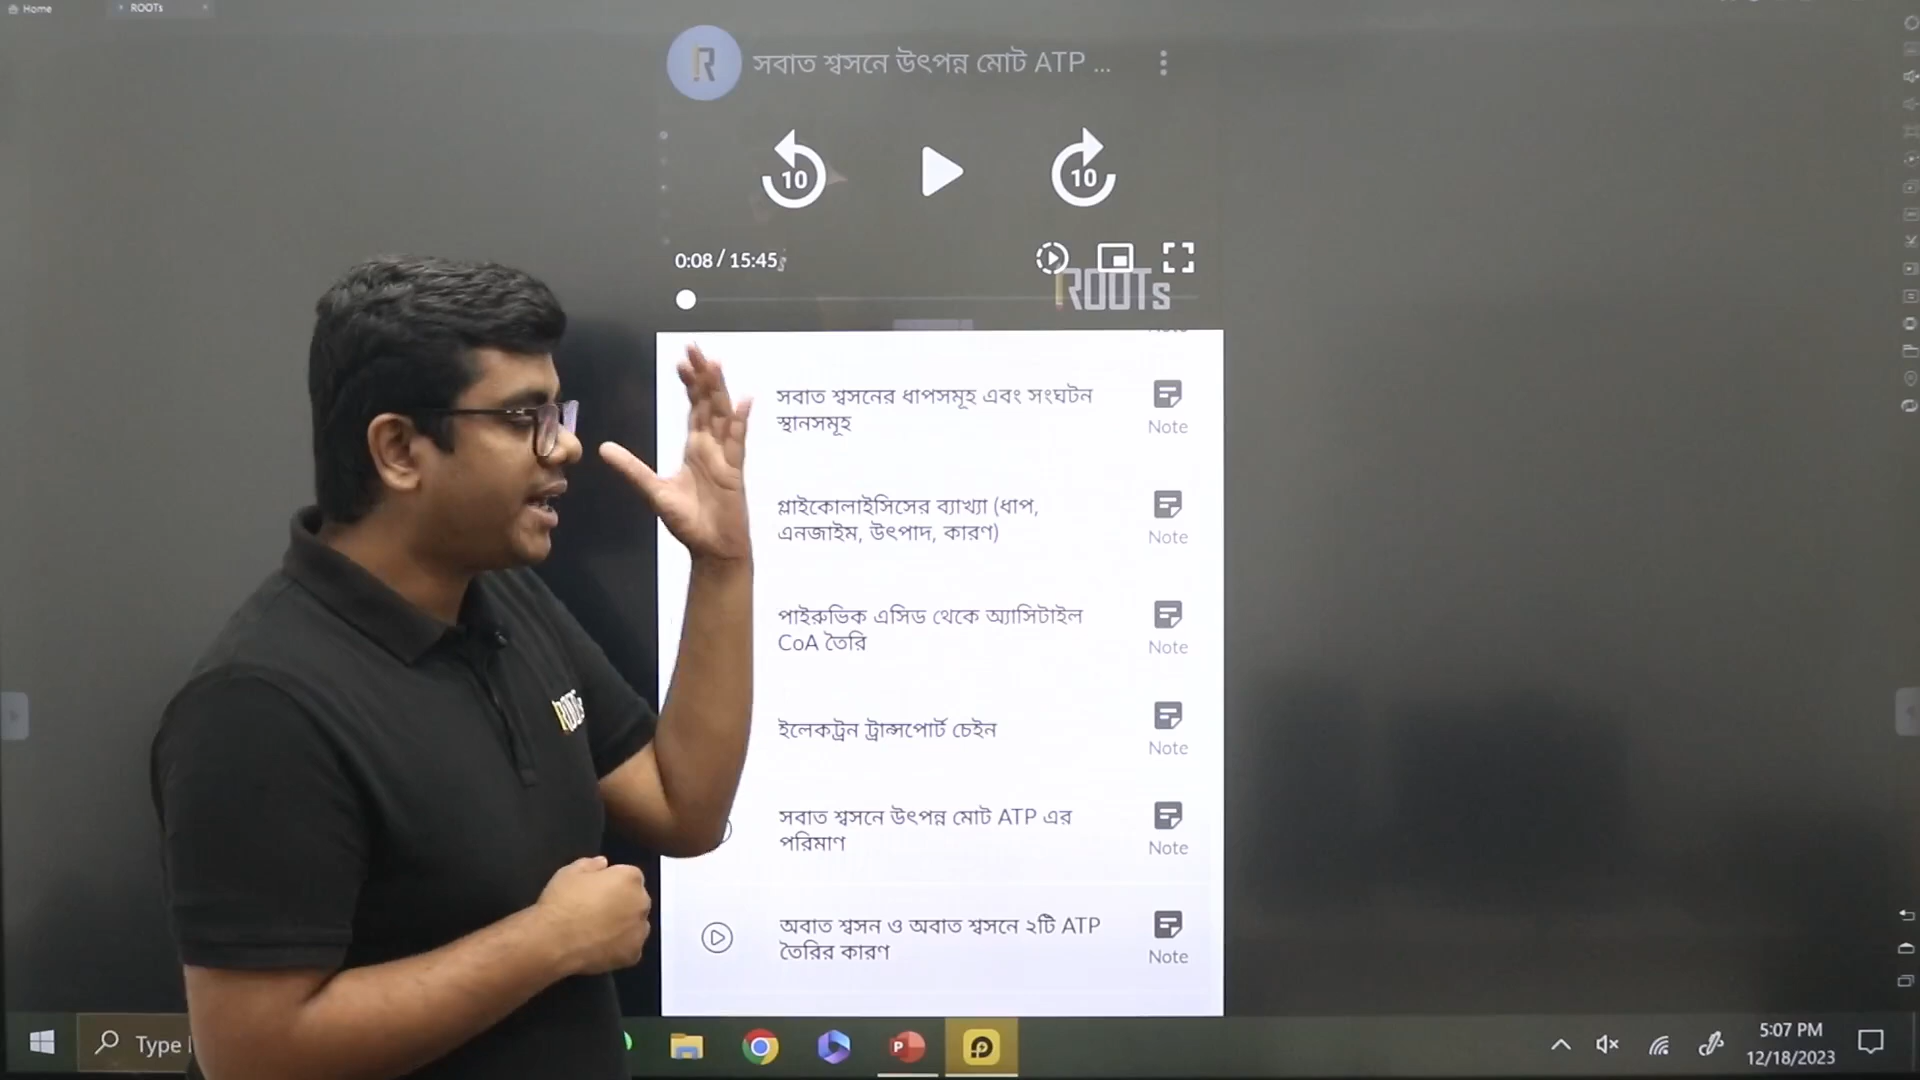 Home
ROOTs
সবাত শ্বসনে উৎপন্ন মোট ATP ...
10
10
0:08 / 15:45
ROOTs
সবাত শ্বসনের ধাপসমূহ এবং সংঘটন
স্থানসমূহ
Note
গ্লাইকোলাইসিসের ব্যাখ্যা (ধাপ,
এনজাইম, উৎপাদ, কারণ)
Note
পাইরুভিক এসিড থেকে অ্যাসিটাইল
CoA তৈরি
Note
ইলেকট্রন ট্রান্সপোর্ট চেইন
Note
সবাত শ্বসনে উৎপন্ন মোট ATP এর
পরিমাণ
Note
অবাত শ্বসন ও অবাত শ্বসনে ২টি ATP
তৈরির কারণ
Note
ROOTs
Type
5:07 PM
12/18/2023